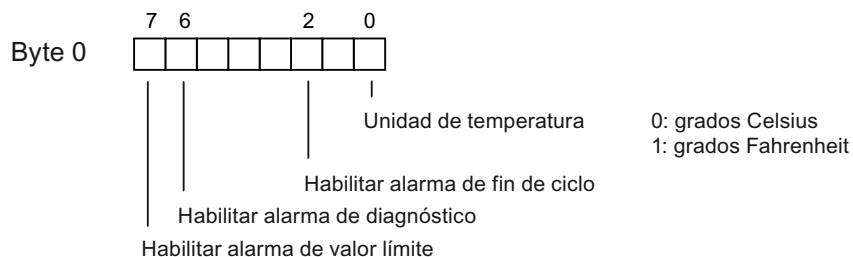 7 6 2 0
Byte 0
Unidad de temperatura 0: grados Celsius
1: grados Fahrenheit
Habilitar alarma de fin de ciclo
Habilitar alarma de diagnóstico
Habilitar alarma de valor límite